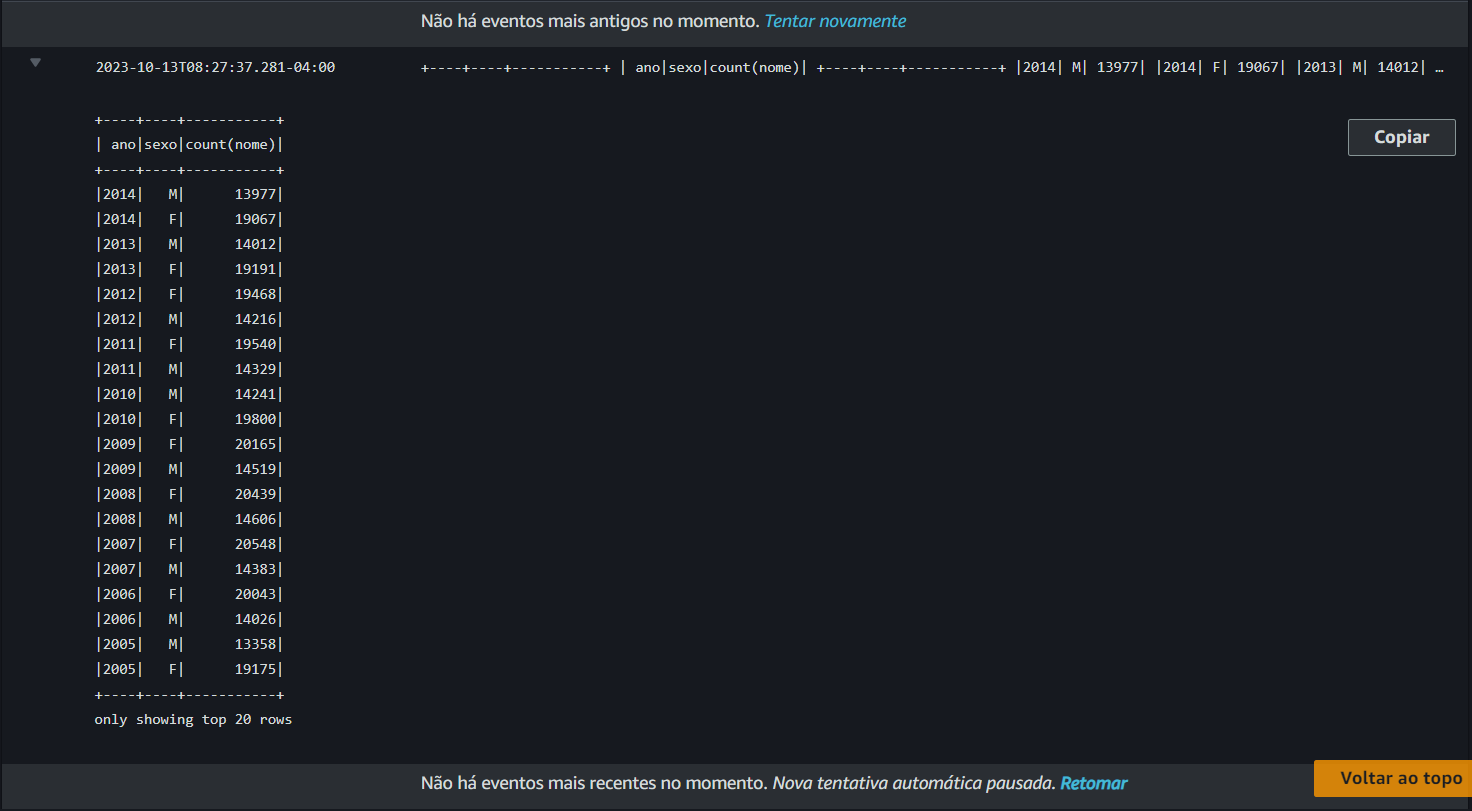 Não há eventos mais antigos no momento. Tentar novamente
2023-10-13T08:27:37.281-04:00 +----+----+-----------+ | ano|sexo|count(nome)| +----+----+-----------+ |2014| M| 13977| |2014| F| 19067| |2013| M| 14012| …
Copiar
+----+----+-----------+
| ano|sexo|count(nome)|
+----+----+-----------+
|2014|   M|      13977|
|2014|   F|      19067|
|2013|   M|      14012|
|2013|   F|      19191|
|2012|   F|      19468|
|2012|   M|      14216|
|2011|   F|      19540|
|2011|   M|      14329|
|2010|   M|      14241|
|2010|   F|      19800|
|2009|   F|      20165|
|2009|   M|      14519|
|2008|   F|      20439|
|2008|   M|      14606|
|2007|   F|      20548|
|2007|   M|      14383|
|2006|   F|      20043|
|2006|   M|      14026|
|2005|   M|      13358|
|2005|   F|      19175|
+----+----+-----------+
only showing top 20 rows
Não há eventos mais recentes no momento. Nova tentativa automática pausada. Retomar
Voltar ao topo